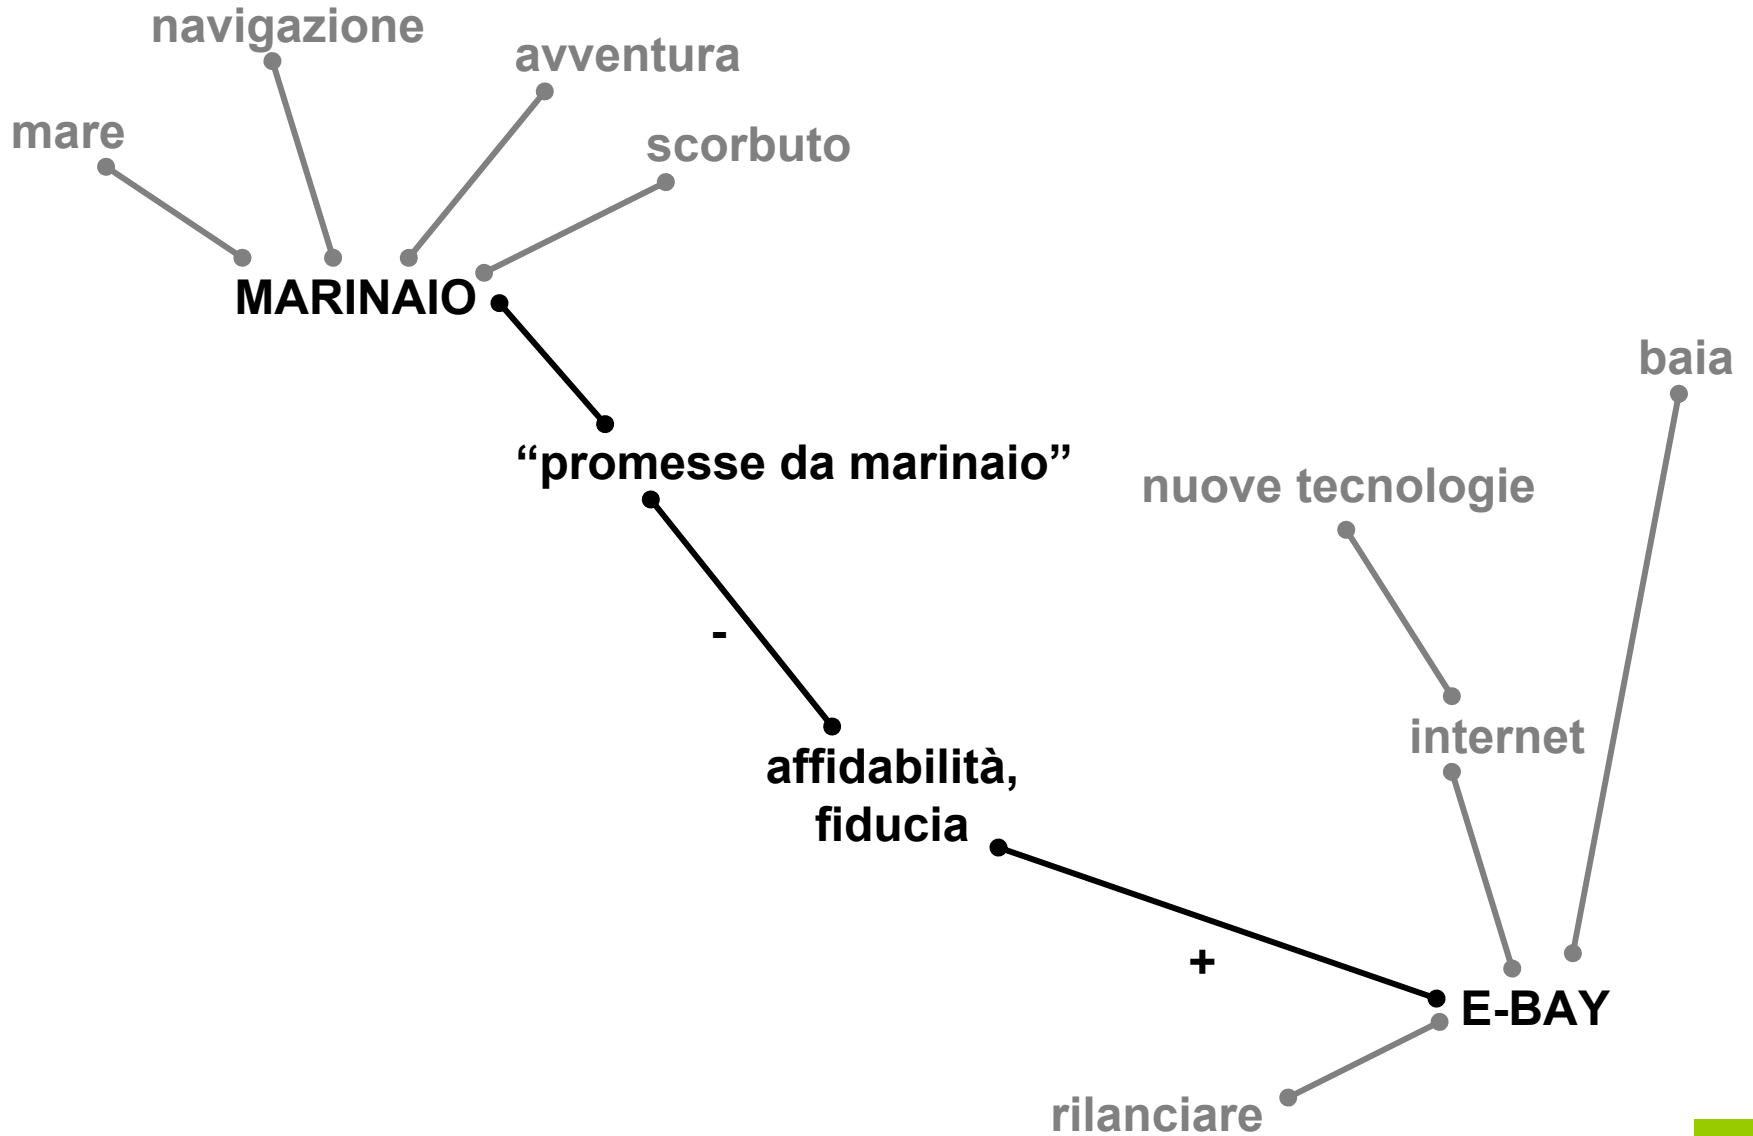 navigazione
avventura
mare
scorbuto
MARINAIO
baia
“promesse da marinaio”
nuove tecnologie
-
internet
affidabilità,
fiducia
+
E-BAY
rilanciare